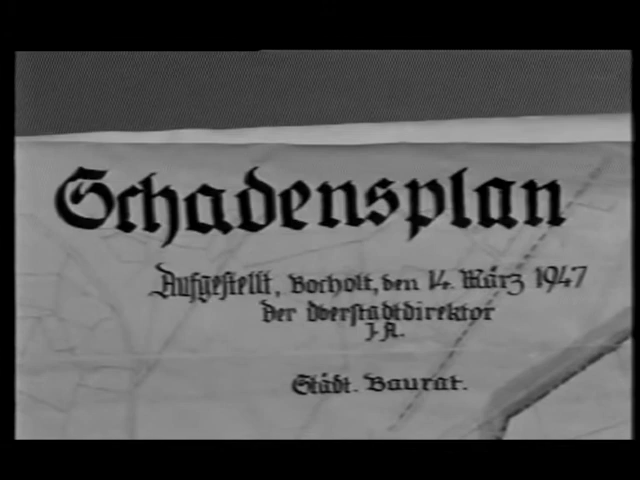 Schadensplan
Aufgestellt, Bocholt, den 14. März 1947
Der Oberstadtdirektor
J.A.
Städt. Baurat.